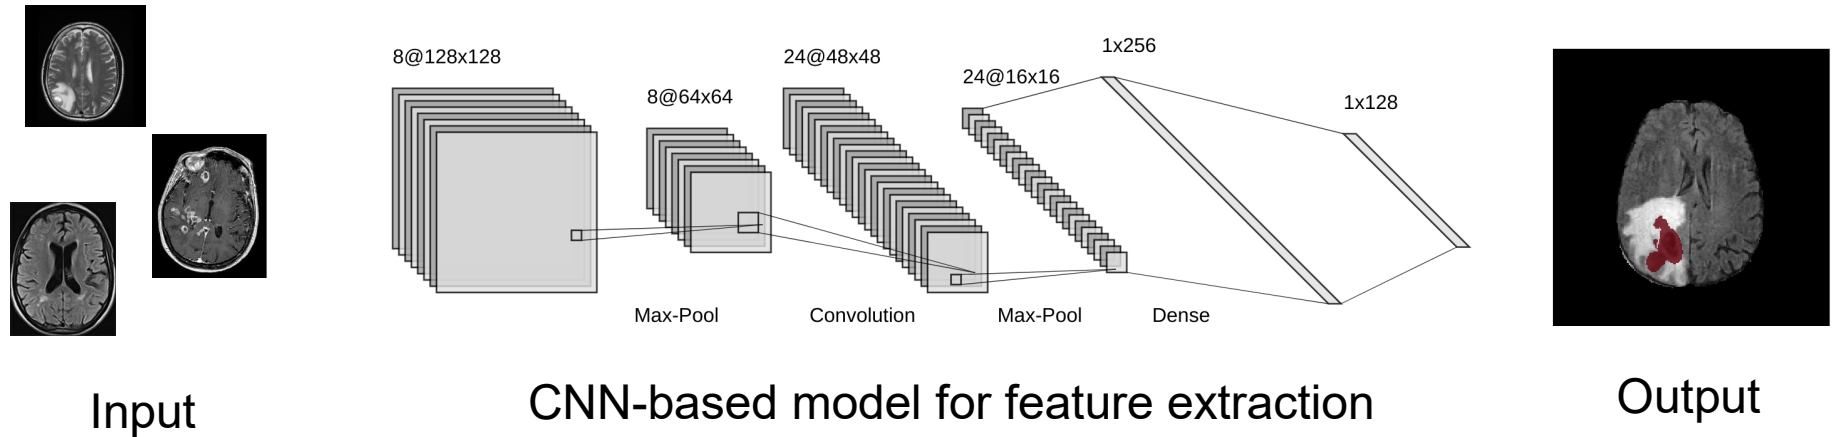 8@128x128
8@64x64
24@48x48
24@16x16
1x256
1x128
Max-Pool
Convolution
Max-Pool
Dense
Input
CNN-based model for feature extraction
Output